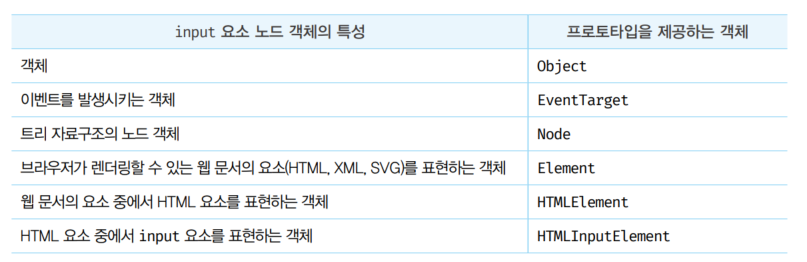 input 요소 노드 객체의 특성 프로토타입을 제공하는 객체
객체 Object
이벤트를 발생시키는 객체 EventTarget
트리 자료구조의 노드 객체 Node
브라우저가 렌더링할 수 있는 웹 문서의 요소(HTML, XML, SVG)를 표현하는 객체 Element
웹 문서의 요소 중에서 HTML 요소를 표현하는 객체 HTMLElement
HTML 요소 중에서 input 요소를 표현하는 객체 HTMLInputElement